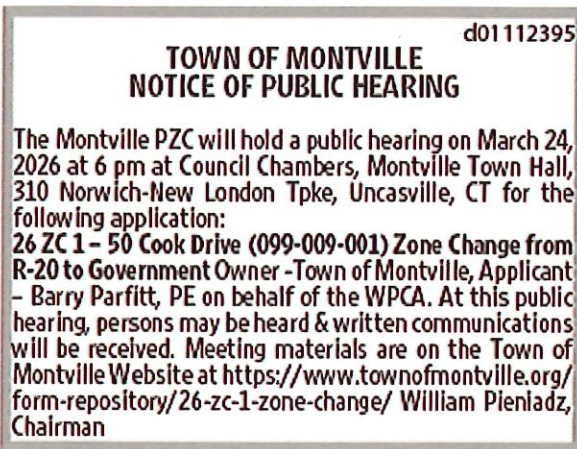 d01112395
TOWN OF MONTVILLE
NOTICE OF PUBLIC HEARING
The Montville PZC will hold a public hearing on March 24,
2026 at 6 pm at Council Chambers, Montville Town Hall,
310 Norwich-New London Tpke, Uncasville, CT for the
following application:
26 ZC 1 – 50 Cook Drive (099-009-001) Zone Change from
R-20 to Government Owner -Town of Montville, Applicant
– Barry Parfitt, PE on behalf of the WPCA. At this public
hearing, persons may be heard & written communications
will be received. Meeting materials are on the Town of
Montville Website at https://www.townofmontville.org/
form-repository/26-zc-1-zone-change/ William Pieniadz,
Chairman